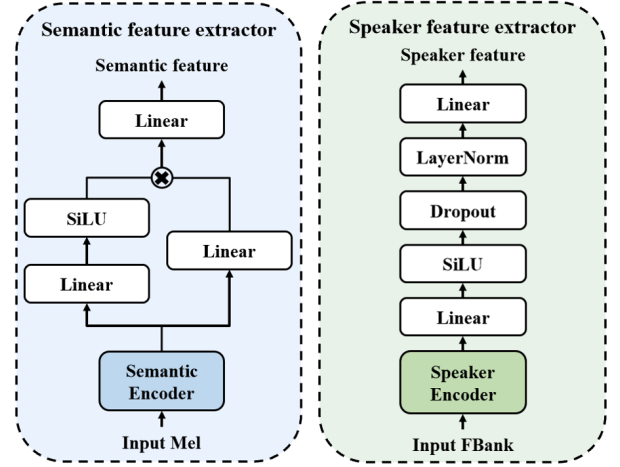 Semantic feature extractor
Semantic feature
Linear
SiLU
Linear
Linear
Semantic
Encoder
Input Mel
Speaker feature extractor
Speaker feature
Linear
LayerNorm
Dropout
SiLU
Linear
Speaker
Encoder
Input FBank